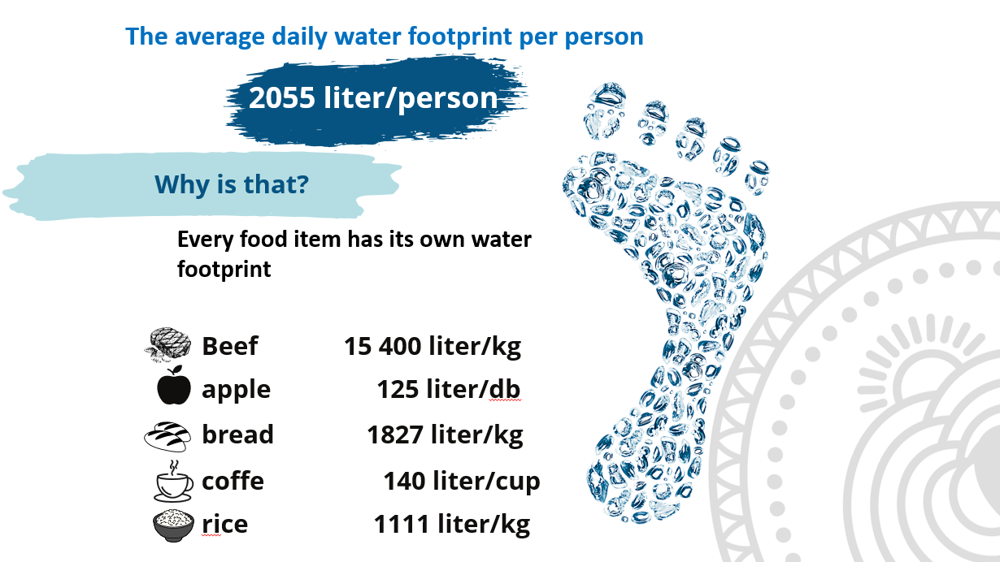 The average daily water footprint per person
2055 liter/person
Why is that?
Every food item has its own water
footprint
Beef 15 400 liter/kg
apple 125 liter/db
bread 1827 liter/kg
coffe 140 liter/cup
rice 1111 liter/kg